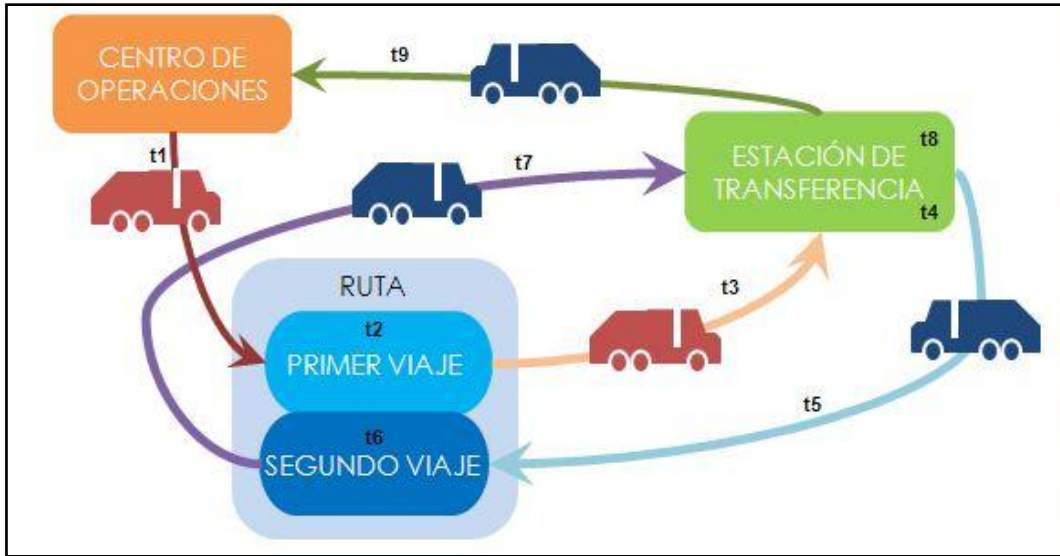 CENTRO DE
OPERACIONES
t9
t1
t7
ESTACIÓN DE
TRANSFERENCIA
t8
t4
RUTA
t2
PRIMER VIAJE
t3
t5
t6
SEGUNDO VIAJE